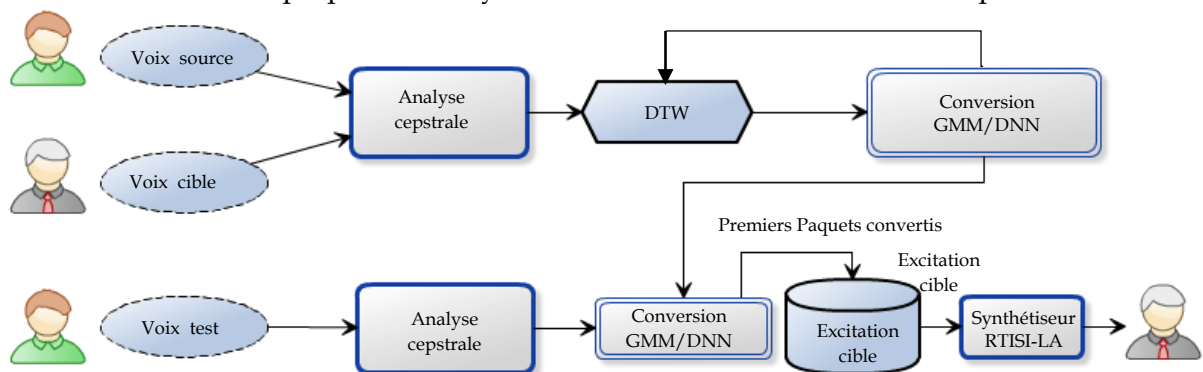 Voix source
Analyse
cepstrale
DTW
Conversion
GMM/DNN
Voix cible
Premiers Paquets convertis
Excitation
cible
Voix test
Analyse
cepstrale
Conversion
GMM/DNN
Excitation
cible
Synthétiseur
RTISI-LA